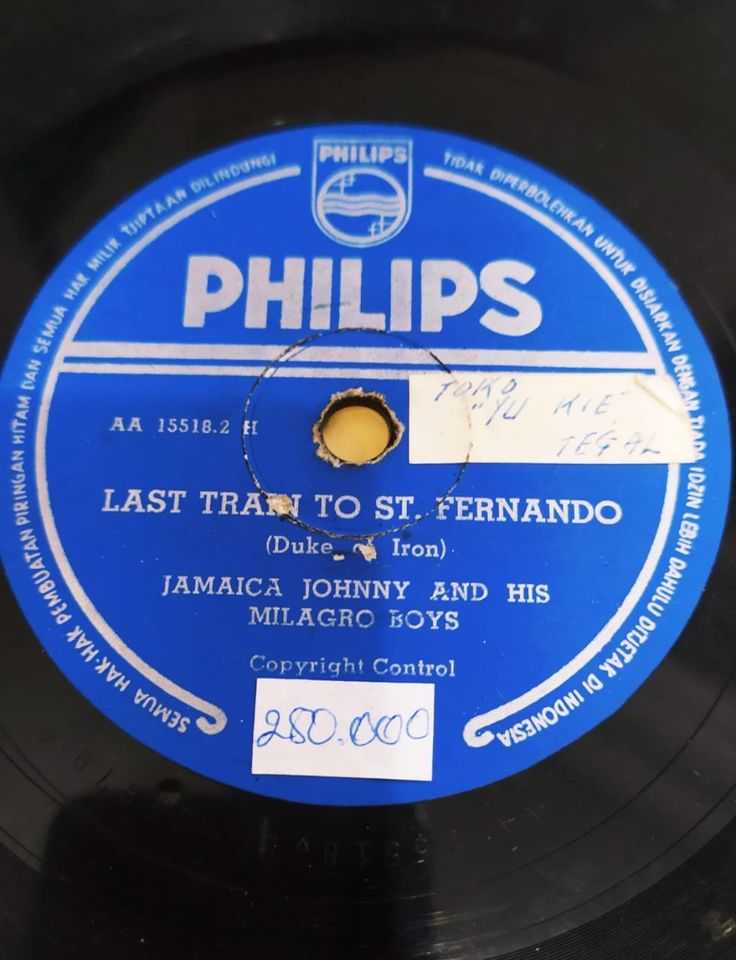 PHILIPS
SEMUA HAK-HAK PEMBUATAN PIRINGAN HITAM DAN SEMUA HAK MILIK TJIPTAAN DILINDUNGI
TIDAK DIPERBOLEHKAN UNTUK DISIARKAN DENGAN TIADA IDZIN LEBIH DAHULU DITJETAK DI INDONESIA
PHILIPS
TOKO
"YU KIE"
TEGAL
AA 15518.2 H
LAST TRAIN TO ST. FERNANDO
(Duke of Iron)
JAMAICA JOHNNY AND HIS
MILAGRO BOYS
Copyright Control
280.000